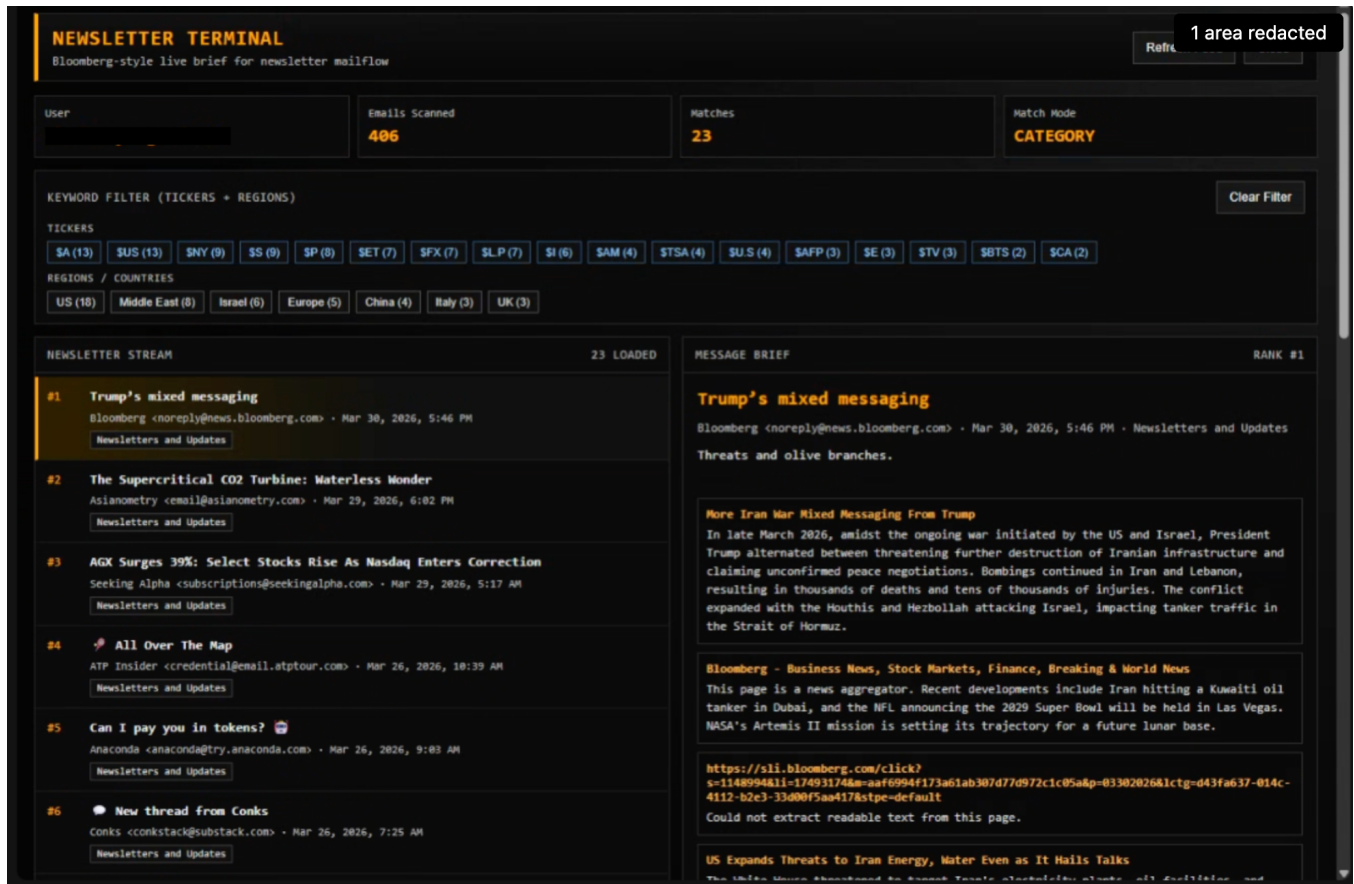 NEWSLETTER TERMINAL
Bloomberg-style live brief for newsletter mailflow
1 area redacted
User
Emails Scanned
406
Matches
23
Match Mode
CATEGORY
KEYWORD FILTER (TICKERS + REGIONS)
Clear Filter
TICKERS
$A (13) $US (13) $NY (9) $S (9) $P (8) $ET (7) $FX (7) $L.P (7) $I (6) $AM (4) $TSA (4) $U.S (4) $AFP (3) $E (3) $TV (3) $BTS (2) $CA (2)
REGIONS / COUNTRIES
US (18) Middle East (8) Israel (6) Europe (5) China (4) Italy (3) UK (3)
NEWSLETTER STREAM 23 LOADED
#1 Trump's mixed messaging
Bloomberg <noreply@news.bloomberg.com> · Mar 30, 2026, 5:46 PM
Newsletters and Updates
#2 The Supercritical CO2 Turbine: Waterless Wonder
Asianometry <email@asianometry.com> · Mar 29, 2026, 6:02 PM
Newsletters and Updates
#3 AGX Surges 39%: Select Stocks Rise As Nasdaq Enters Correction
Seeking Alpha <subscriptions@seekingalpha.com> · Mar 29, 2026, 5:17 AM
Newsletters and Updates
#4 All Over The Map
ATP Insider <credential@email.atptour.com> · Mar 26, 2026, 10:39 AM
Newsletters and Updates
#5 Can I pay you in tokens?
Anaconda <anaconda@try.anaconda.com> · Mar 26, 2026, 9:03 AM
Newsletters and Updates
#6 New thread from Conks
Conks <conkstack@substack.com> · Mar 26, 2026, 7:25 AM
Newsletters and Updates
MESSAGE BRIEF RANK #1
Trump's mixed messaging
Bloomberg <noreply@news.bloomberg.com> · Mar 30, 2026, 5:46 PM · Newsletters and Updates
Threats and olive branches.
More Iran War Mixed Messaging From Trump
In late March 2026, amidst the ongoing war initiated by the US and Israel, President
Trump alternated between threatening further destruction of Iranian infrastructure and
claiming unconfirmed peace negotiations. Bombings continued in Iran and Lebanon,
resulting in thousands of deaths and tens of thousands of injuries. The conflict
expanded with the Houthis and Hezbollah attacking Israel, impacting tanker traffic in
the Strait of Hormuz.
Bloomberg - Business News, Stock Markets, Finance, Breaking & World News
This page is a news aggregator. Recent developments include Iran hitting a Kuwaiti oil
tanker in Dubai, and the NFL announcing the 2029 Super Bowl will be held in Las Vegas.
NASA's Artemis II mission is setting its trajectory for a future lunar base.
https://sli.bloomberg.com/click?
s=1148994&li=17493174&m=aaf6994f173a61ab307d77d972c1c05a&p=03302026&lctg=d43fa637-014c-
4112-b2e3-33d00f5aa417&stpe=default
Could not extract readable text from this page.
US Expands Threats to Iran Energy, Water Even as It Hails Talks